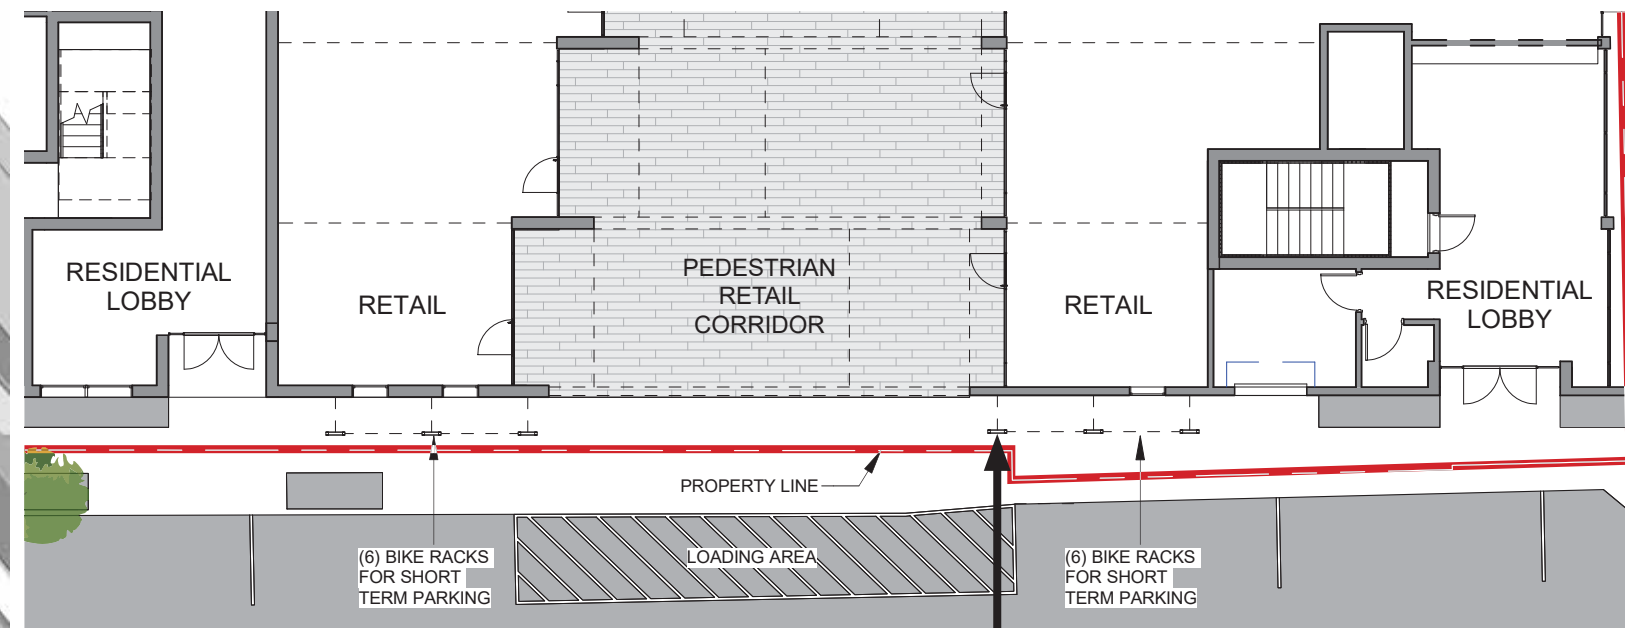 RESIDENTIAL
LOBBY
RETAIL
PEDESTRIAN
RETAIL
CORRIDOR
RETAIL
RESIDENTIAL
LOBBY
PROPERTY LINE
(6) BIKE RACKS
FOR SHORT
TERM PARKING
LOADING AREA
(6) BIKE RACKS
FOR SHORT
TERM PARKING